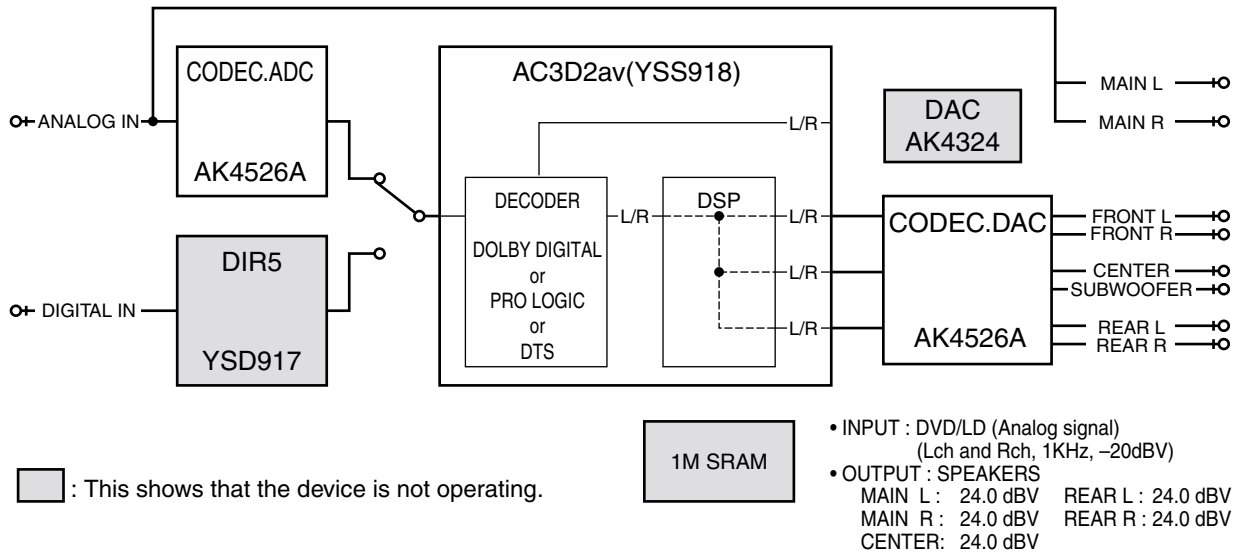 CODEC.ADC
AK4526A
ANALOG IN
DIR5
YSD917
DIGITAL IN
AC3D2av(YSS918)
L/R
DECODER
DOLBY DIGITAL
or
PRO LOGIC
or
DTS
L/R
DSP
L/R
L/R
L/R
DAC
AK4324
MAIN L
MAIN R
CODEC.DAC
AK4526A
FRONT L
FRONT R
CENTER
SUBWOOFER
REAR L
REAR R
1M SRAM
: This shows that the device is not operating.
• INPUT : DVD/LD (Analog signal)
(Lch and Rch, 1KHz, –20dBV)
• OUTPUT : SPEAKERS
MAIN L : 24.0 dBV REAR L : 24.0 dBV
MAIN R : 24.0 dBV REAR R : 24.0 dBV
CENTER: 24.0 dBV